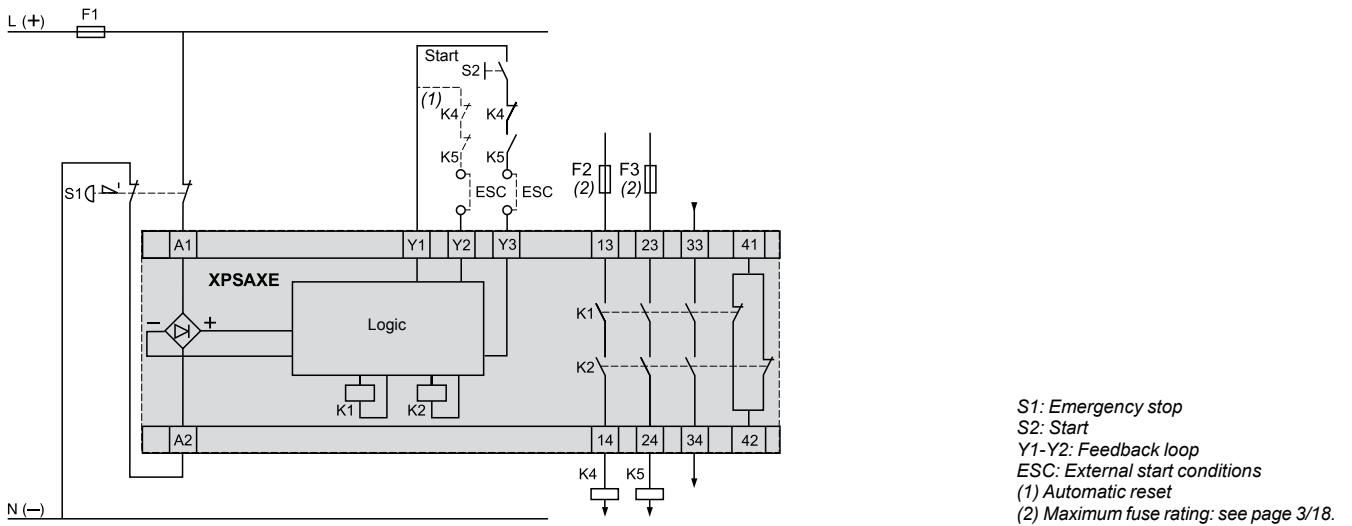 F1
L (+)
Start
S2
(1)
K4 K4
K5 K5
F2 F3
(2) (2)
S1
ESC ESC
A1 Y1 Y2 Y3 13 23 33 41
XPSAXE
− +
Logic
K1
K2
K1 K2
A2 14 24 34 42
K4 K5
N (–)
S1: Emergency stop
S2: Start
Y1-Y2: Feedback loop
ESC: External start conditions
(1) Automatic reset
(2) Maximum fuse rating: see page 3/18.